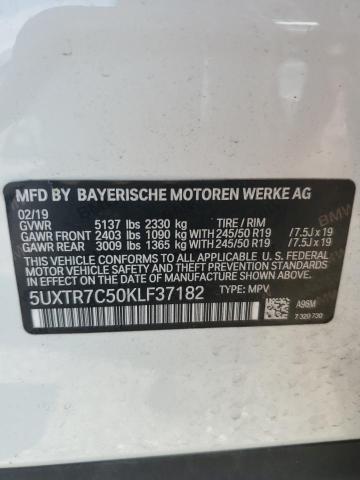 MFD BY BAYERISCHE MOTOREN WERKE AG
02/19
GVWR 5137 lbs 2330 kg TIRE / RIM
GAWR FRONT 2403 lbs 1090 kg WITH 245/50 R19 / 7.5J x 19
GAWR REAR 3009 lbs 1365 kg WITH 245/50 R19 / 7.5J x 19
THIS VEHICLE CONFORMS TO ALL APPLICABLE U. S. FEDERAL
MOTOR VEHICLE SAFETY STANDARDS IN EFFECT
ON THE DATE OF MANUFACTURE SHOWN ABOVE.
5UXTR7C50KLF37182 TYPE: MPV
A96M
7 320 730